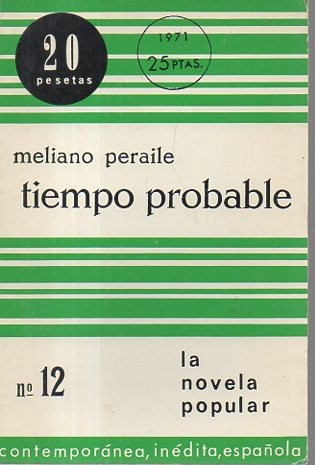 20
pesetas
1971
25 PTAS.
meliano peraile
tiempo probable
nº 12
la
novela
popular
contemporánea, inédita, española